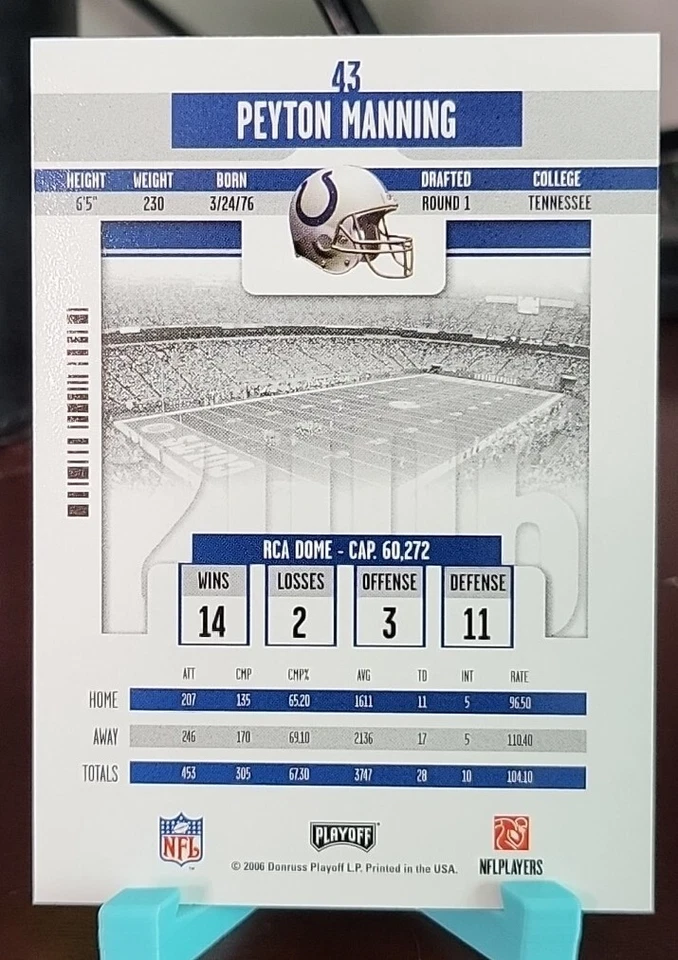 43
PEYTON MANNING
HEIGHT WEIGHT BORN DRAFTED COLLEGE
6'5" 230 3/24/76 ROUND 1 TENNESSEE
COLTS
2006
RCA DOME - CAP. 60,272
WINS LOSSES OFFENSE DEFENSE
14 2 3 11
ATT CMP CMP% AVG TD INT RATE
HOME 207 135 65.20 1611 11 5 96.50
AWAY 246 170 69.10 2136 17 5 110.40
TOTALS 453 305 67.30 3747 28 10 104.10
NFL PLAYOFF NFLPLAYERS
© 2006 Donruss Playoff L.P. Printed in the USA.